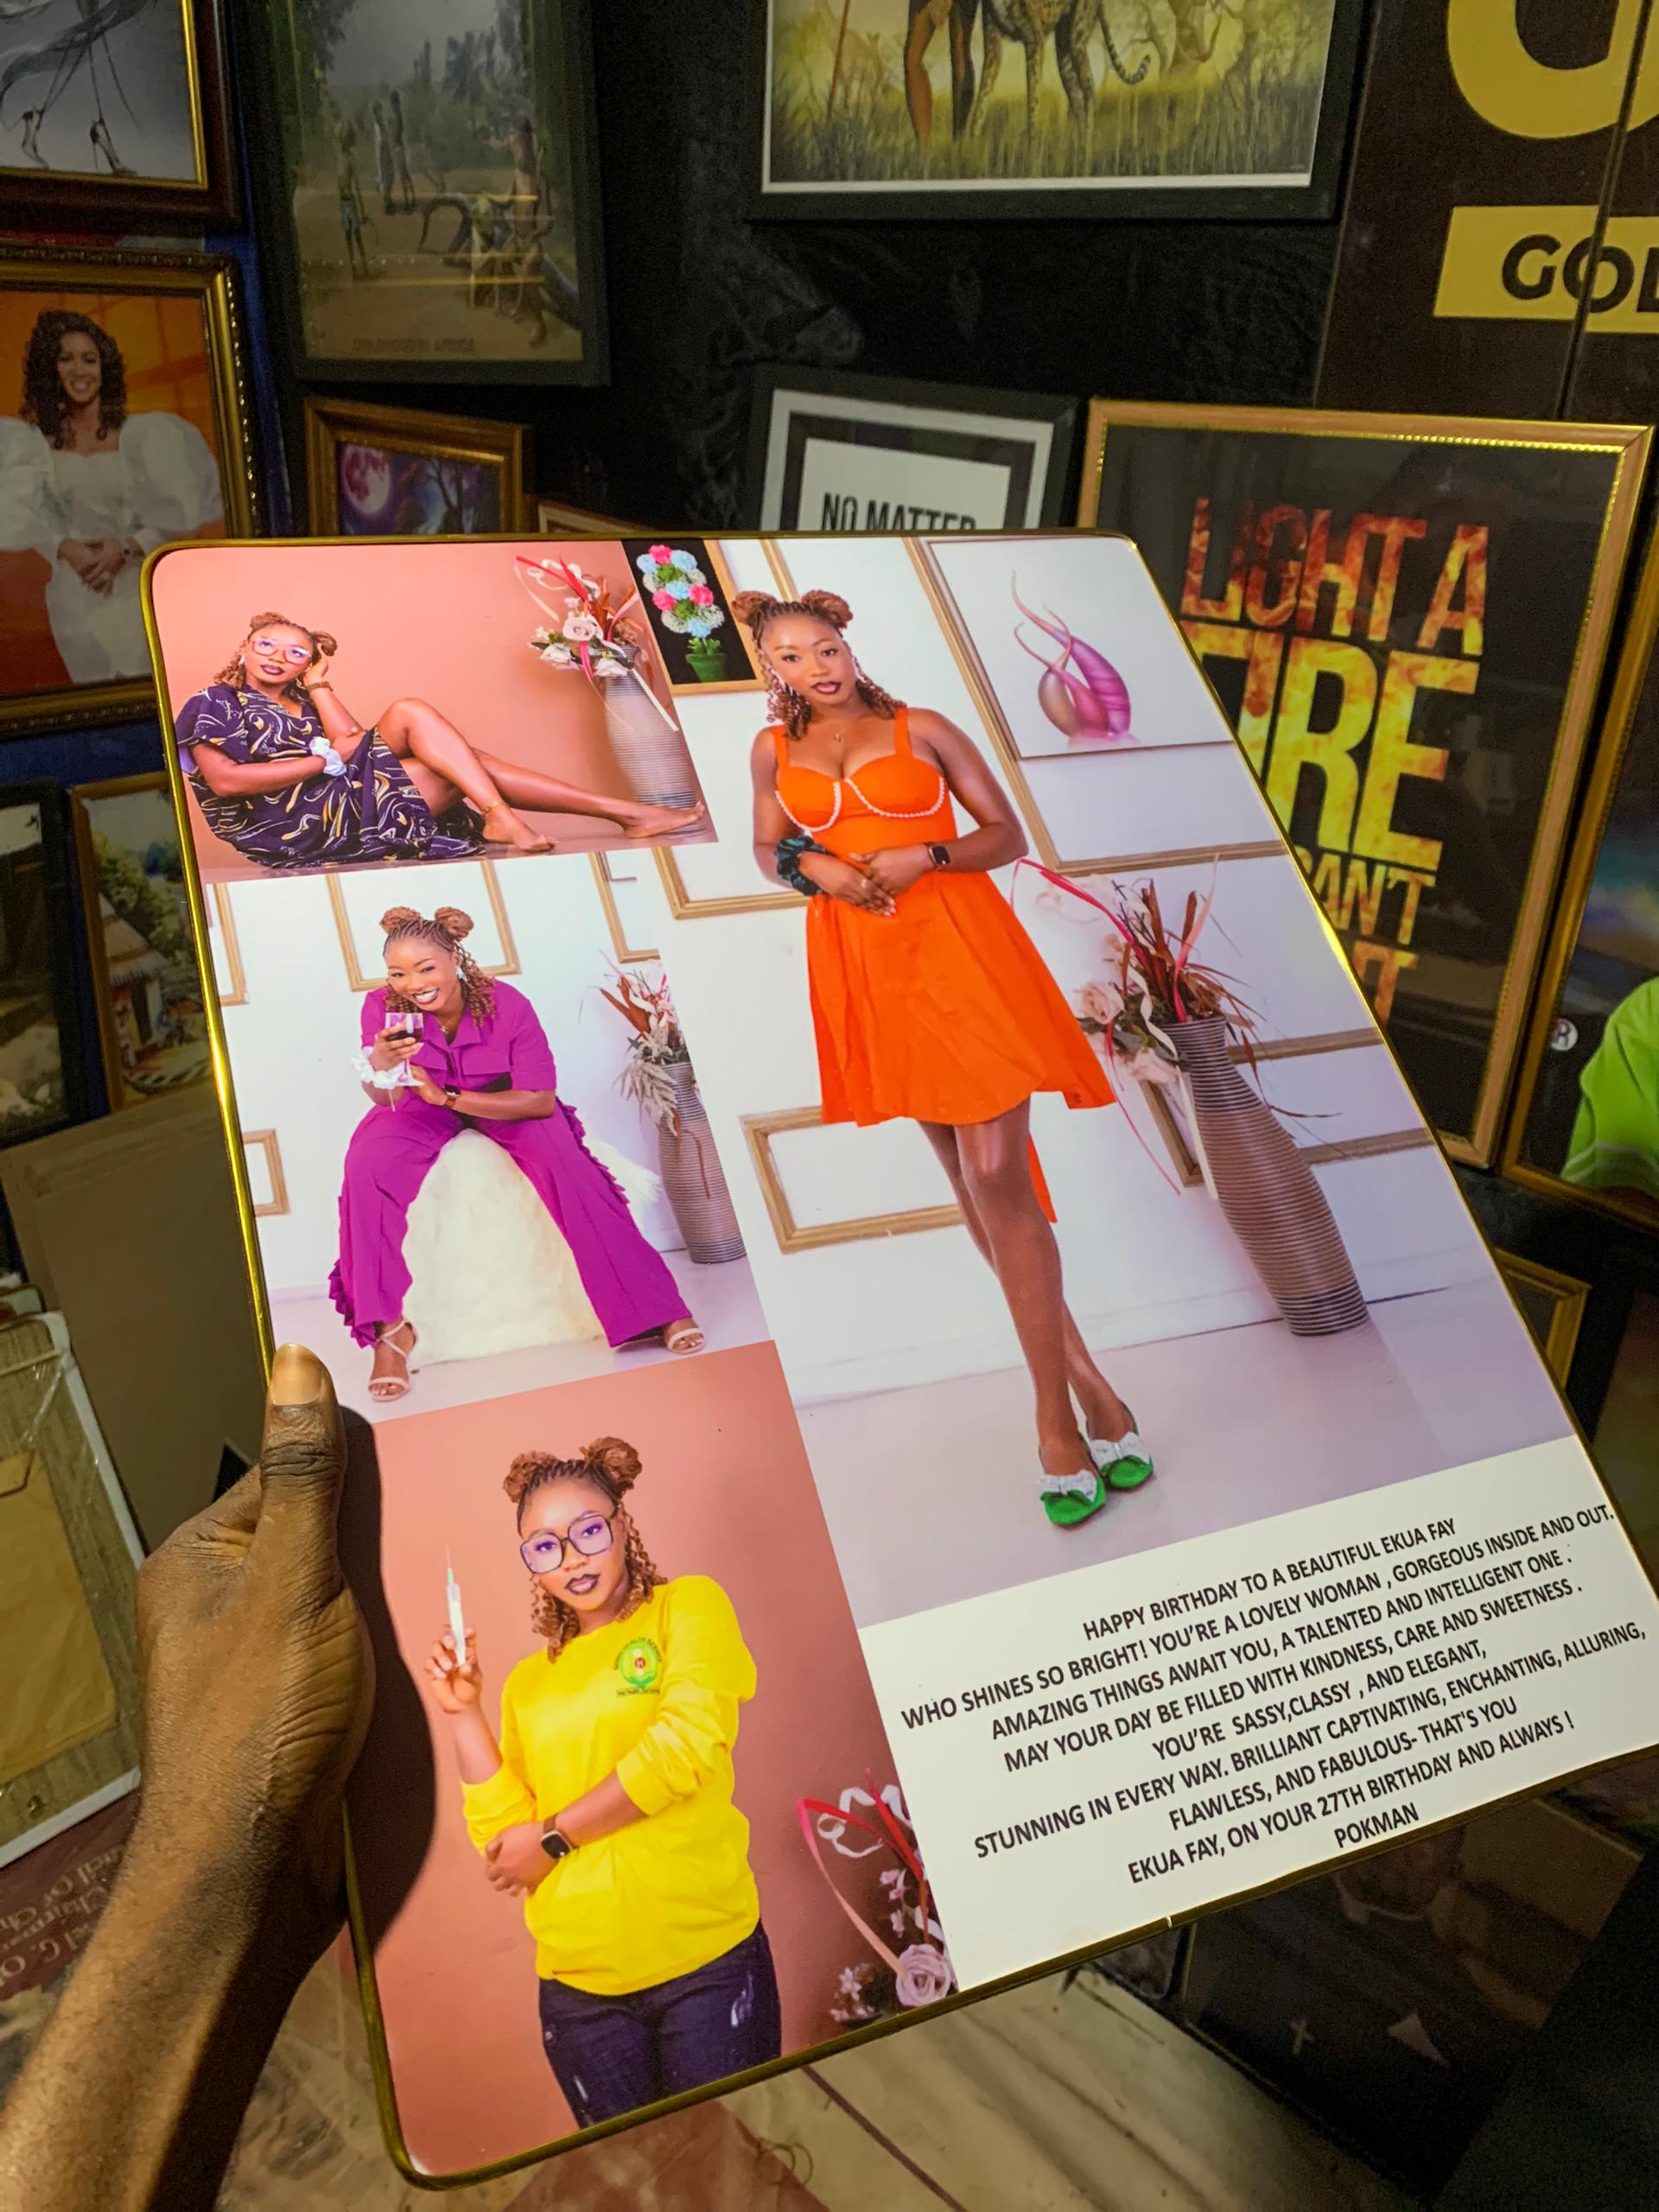 GOL
NO MATTER
LIGHT A
FIRE
CAN'T
HAPPY BIRTHDAY TO A BEAUTIFUL EKUA FAY
WHO SHINES SO BRIGHT! YOU'RE A LOVELY WOMAN , GORGEOUS INSIDE AND OUT.
AMAZING THINGS AWAIT YOU, A TALENTED AND INTELLIGENT ONE .
MAY YOUR DAY BE FILLED WITH KINDNESS, CARE AND SWEETNESS .
YOU'RE SASSY,CLASSY , AND ELEGANT,
STUNNING IN EVERY WAY. BRILLIANT CAPTIVATING, ENCHANTING, ALLURING,
FLAWLESS, AND FABULOUS- THAT'S YOU
EKUA FAY, ON YOUR 27TH BIRTHDAY AND ALWAYS !
POKMAN